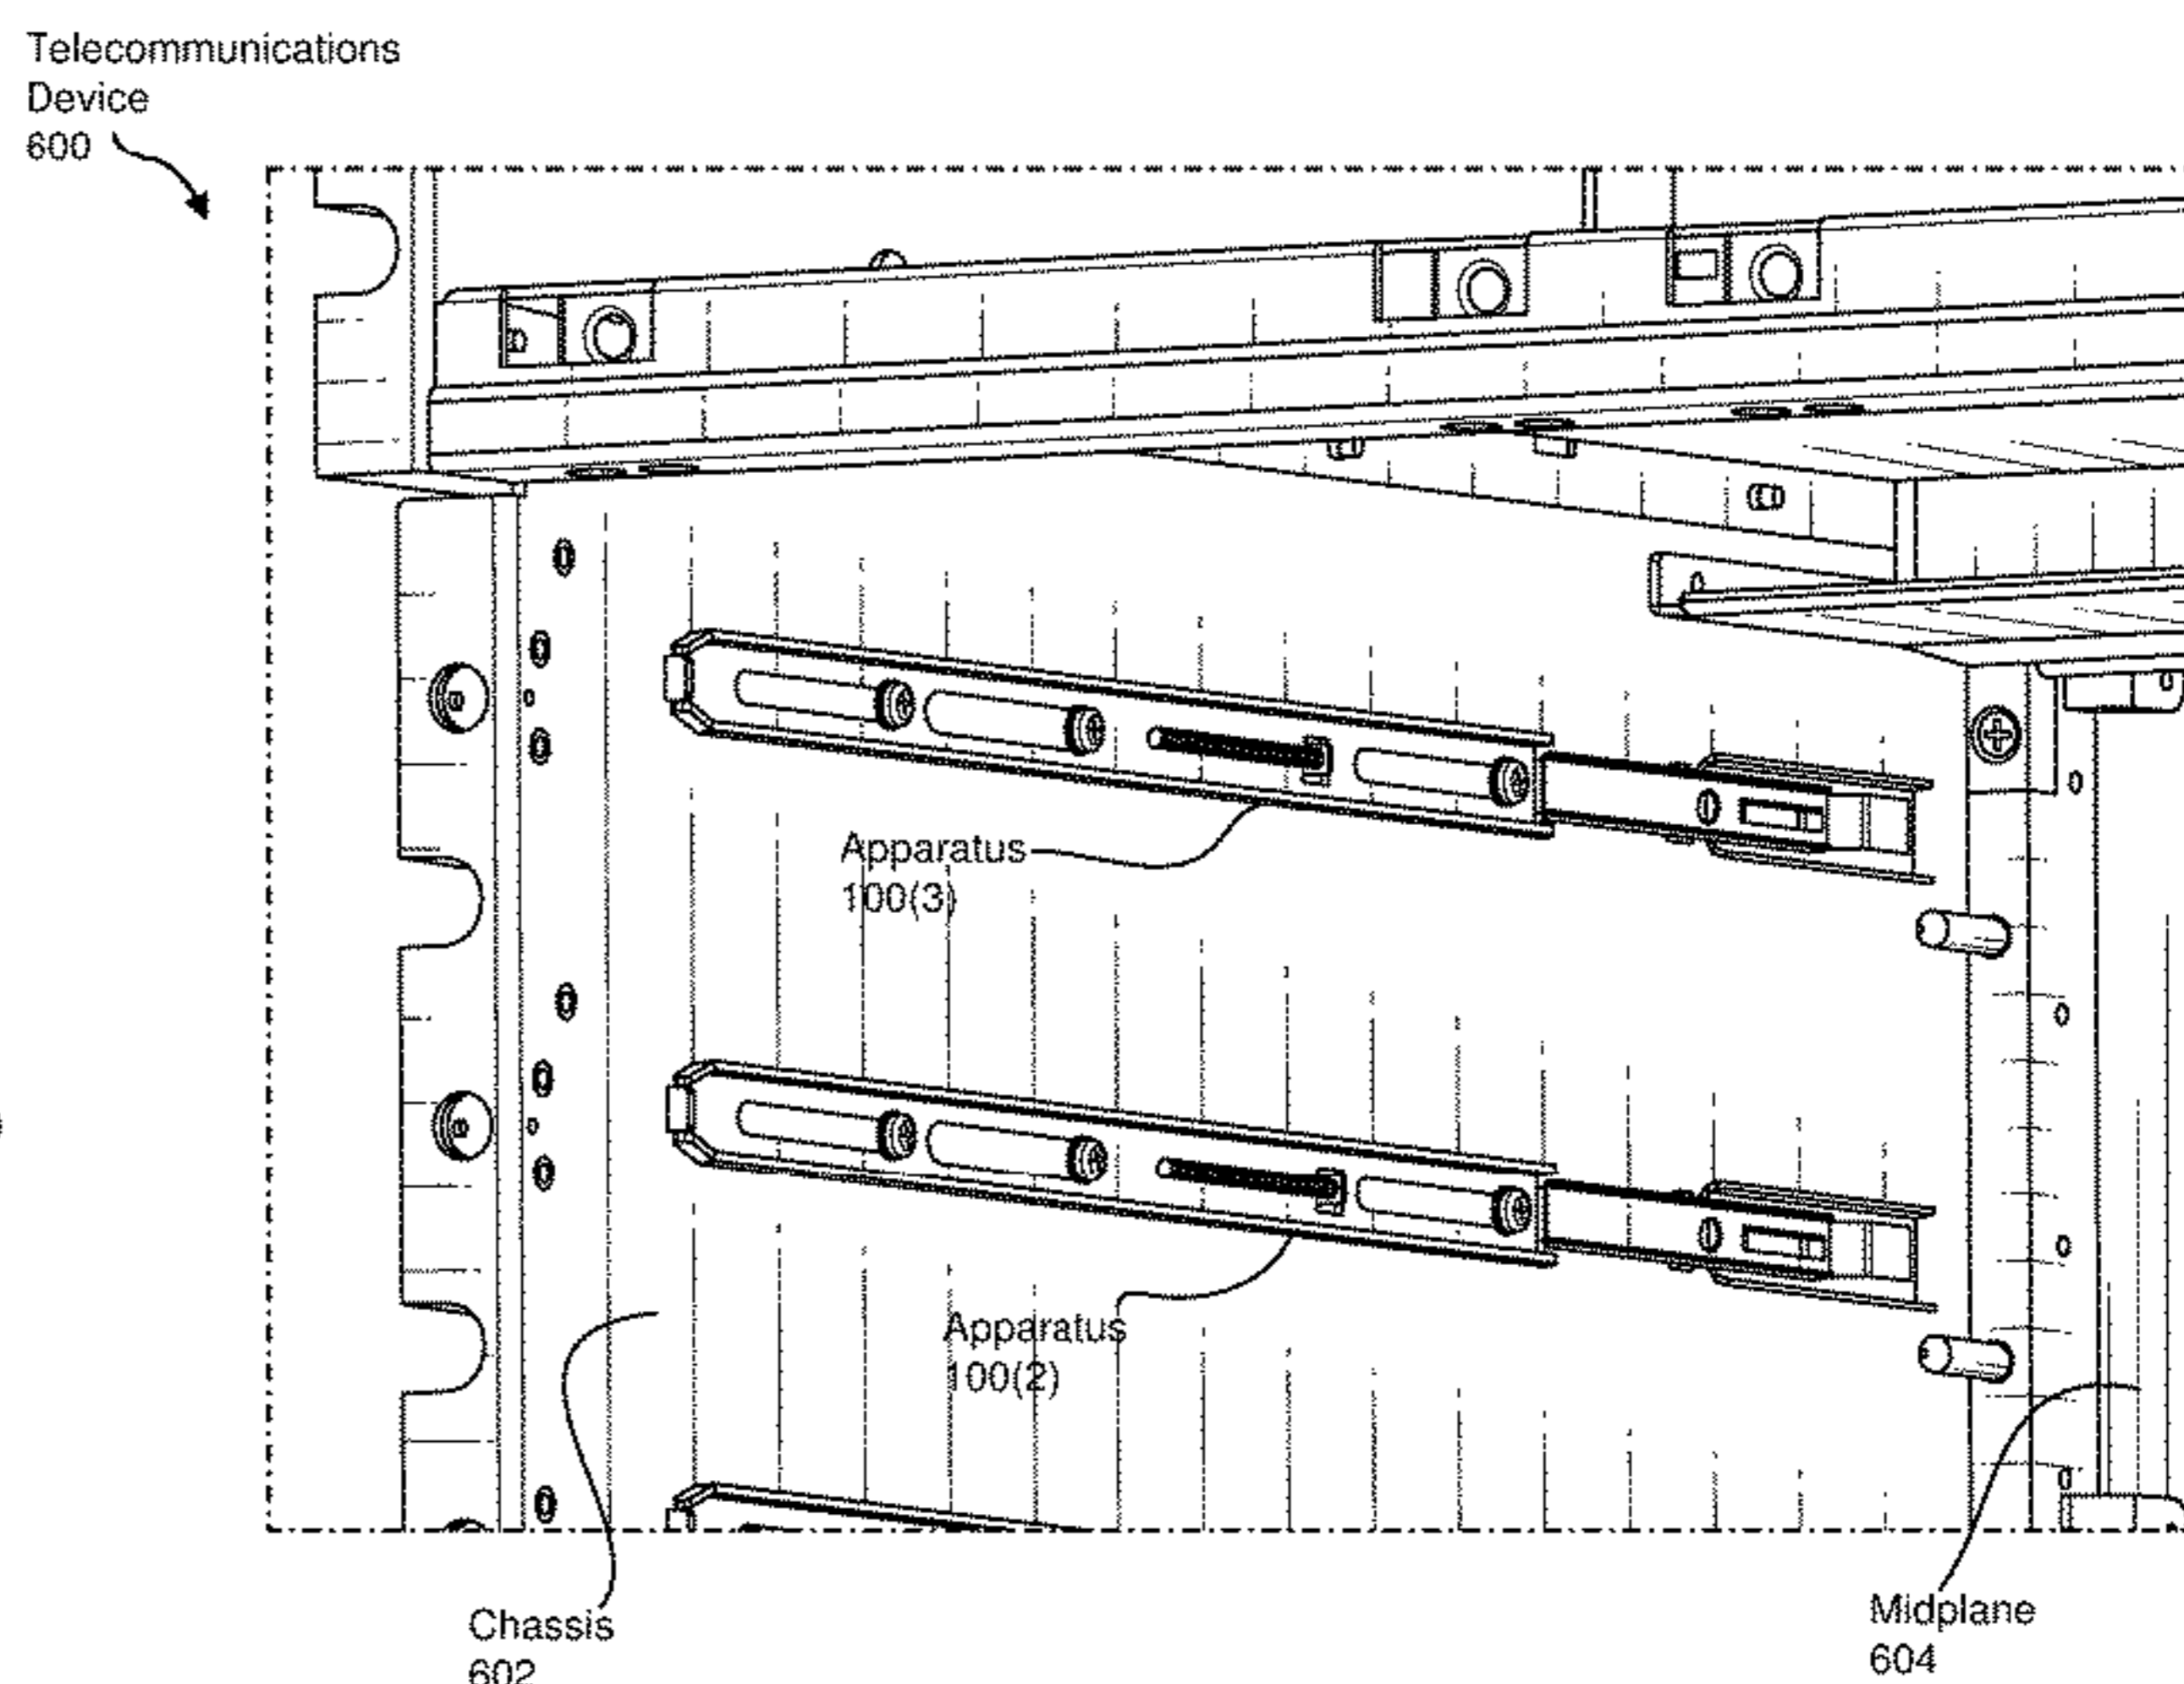 Telecommunications
Device
600
Apparatus
100(3)
Apparatus
100(2)
Chassis
602
Midplane
604